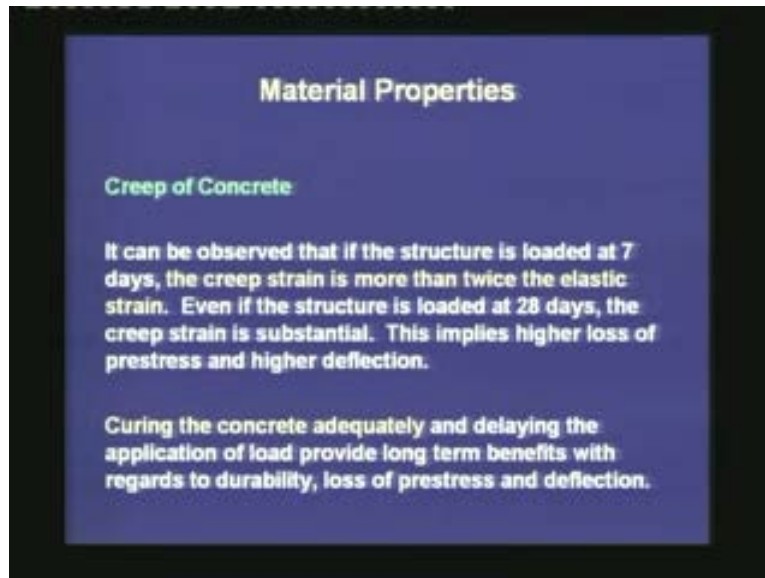 Material Properties
Creep of Concrete
It can be observed that if the structure is loaded at 7
days, the creep strain is more than twice the elastic
strain. Even if the structure is loaded at 28 days, the
creep strain is substantial. This implies higher loss of
prestress and higher deflection.
Curing the concrete adequately and delaying the
application of load provide long term benefits with
regards to durability, loss of prestress and deflection.